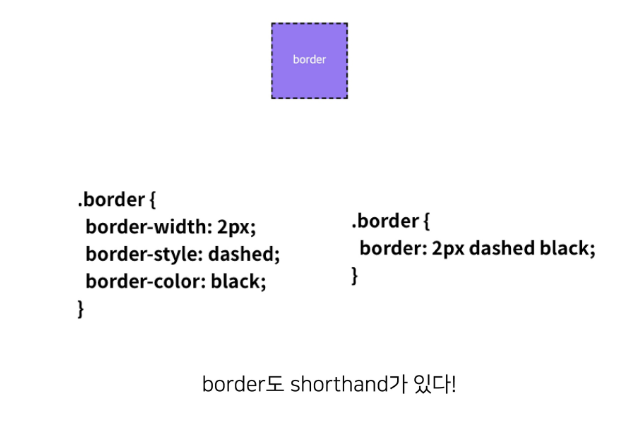 border
.border {
border-width: 2px;
border-style: dashed;
border-color: black;
}
.border {
border: 2px dashed black;
}
border도 shorthand가 있다!